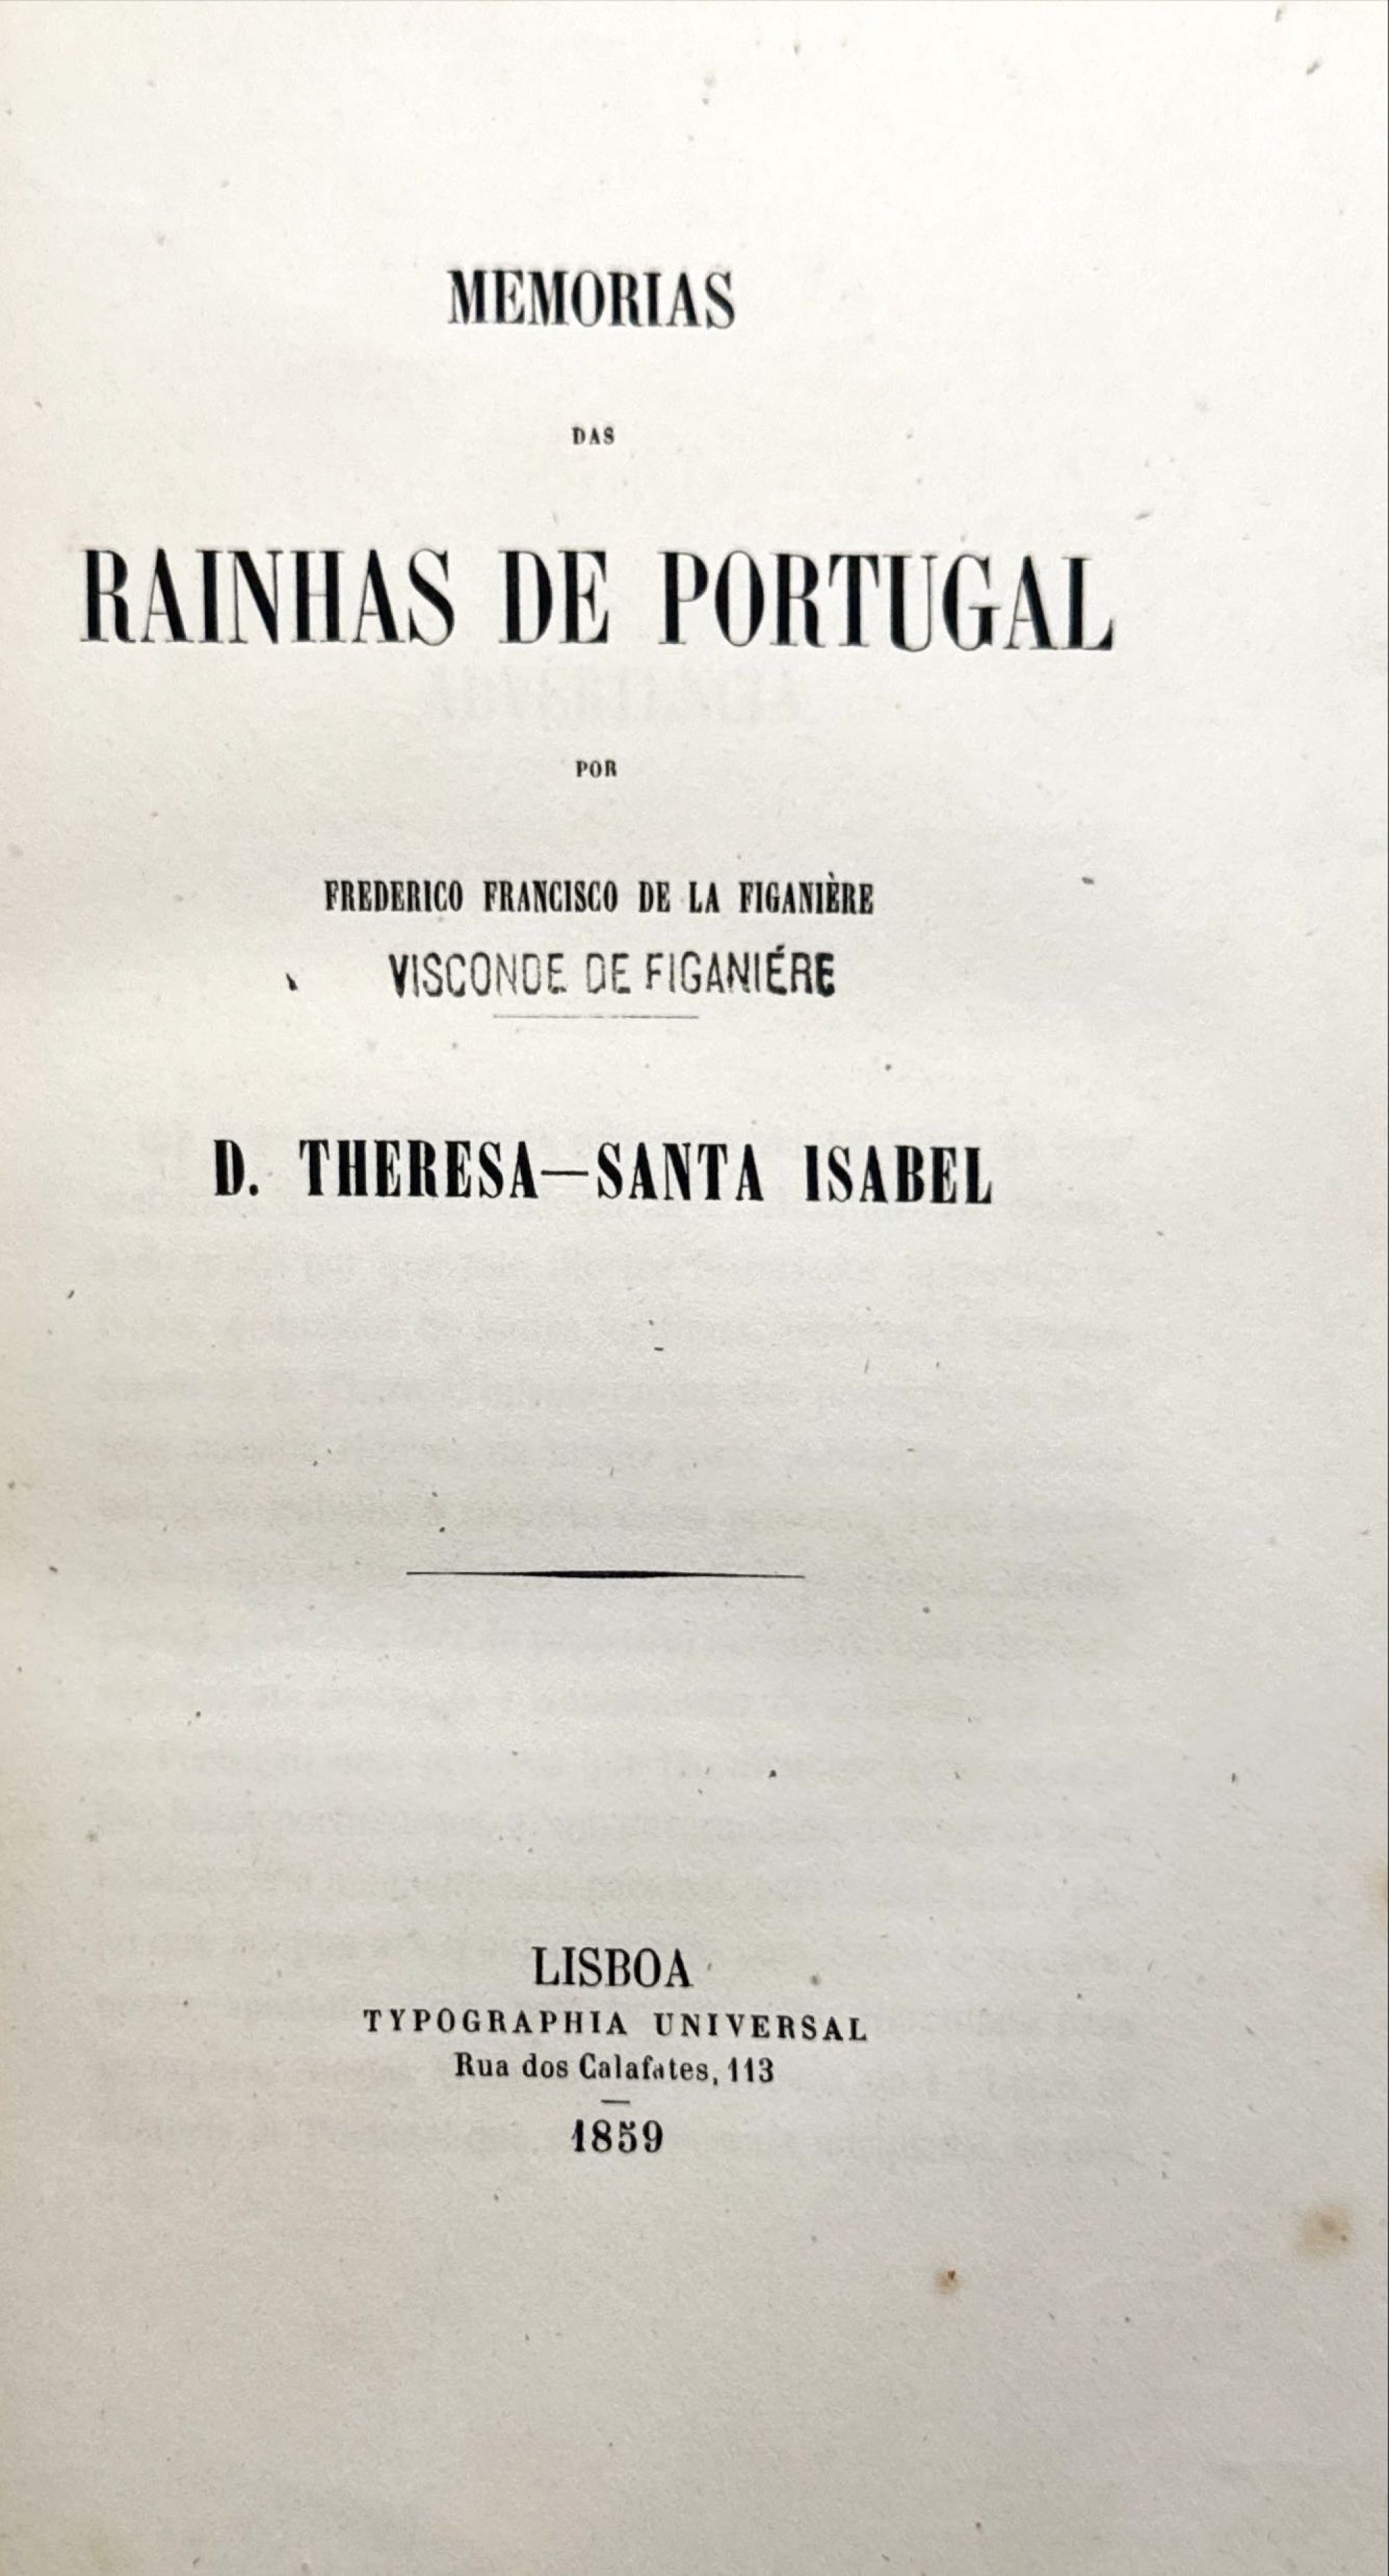 MEMORIAS
DAS
RAINHAS DE PORTUGAL
POR
FREDERICO FRANCISCO DE LA FIGANIÈRE
VISCONDE DE FIGANIÉRE
D. THERESA—SANTA ISABEL
LISBOA
TYPOGRAPHIA UNIVERSAL
Rua dos Calafates, 113
1859